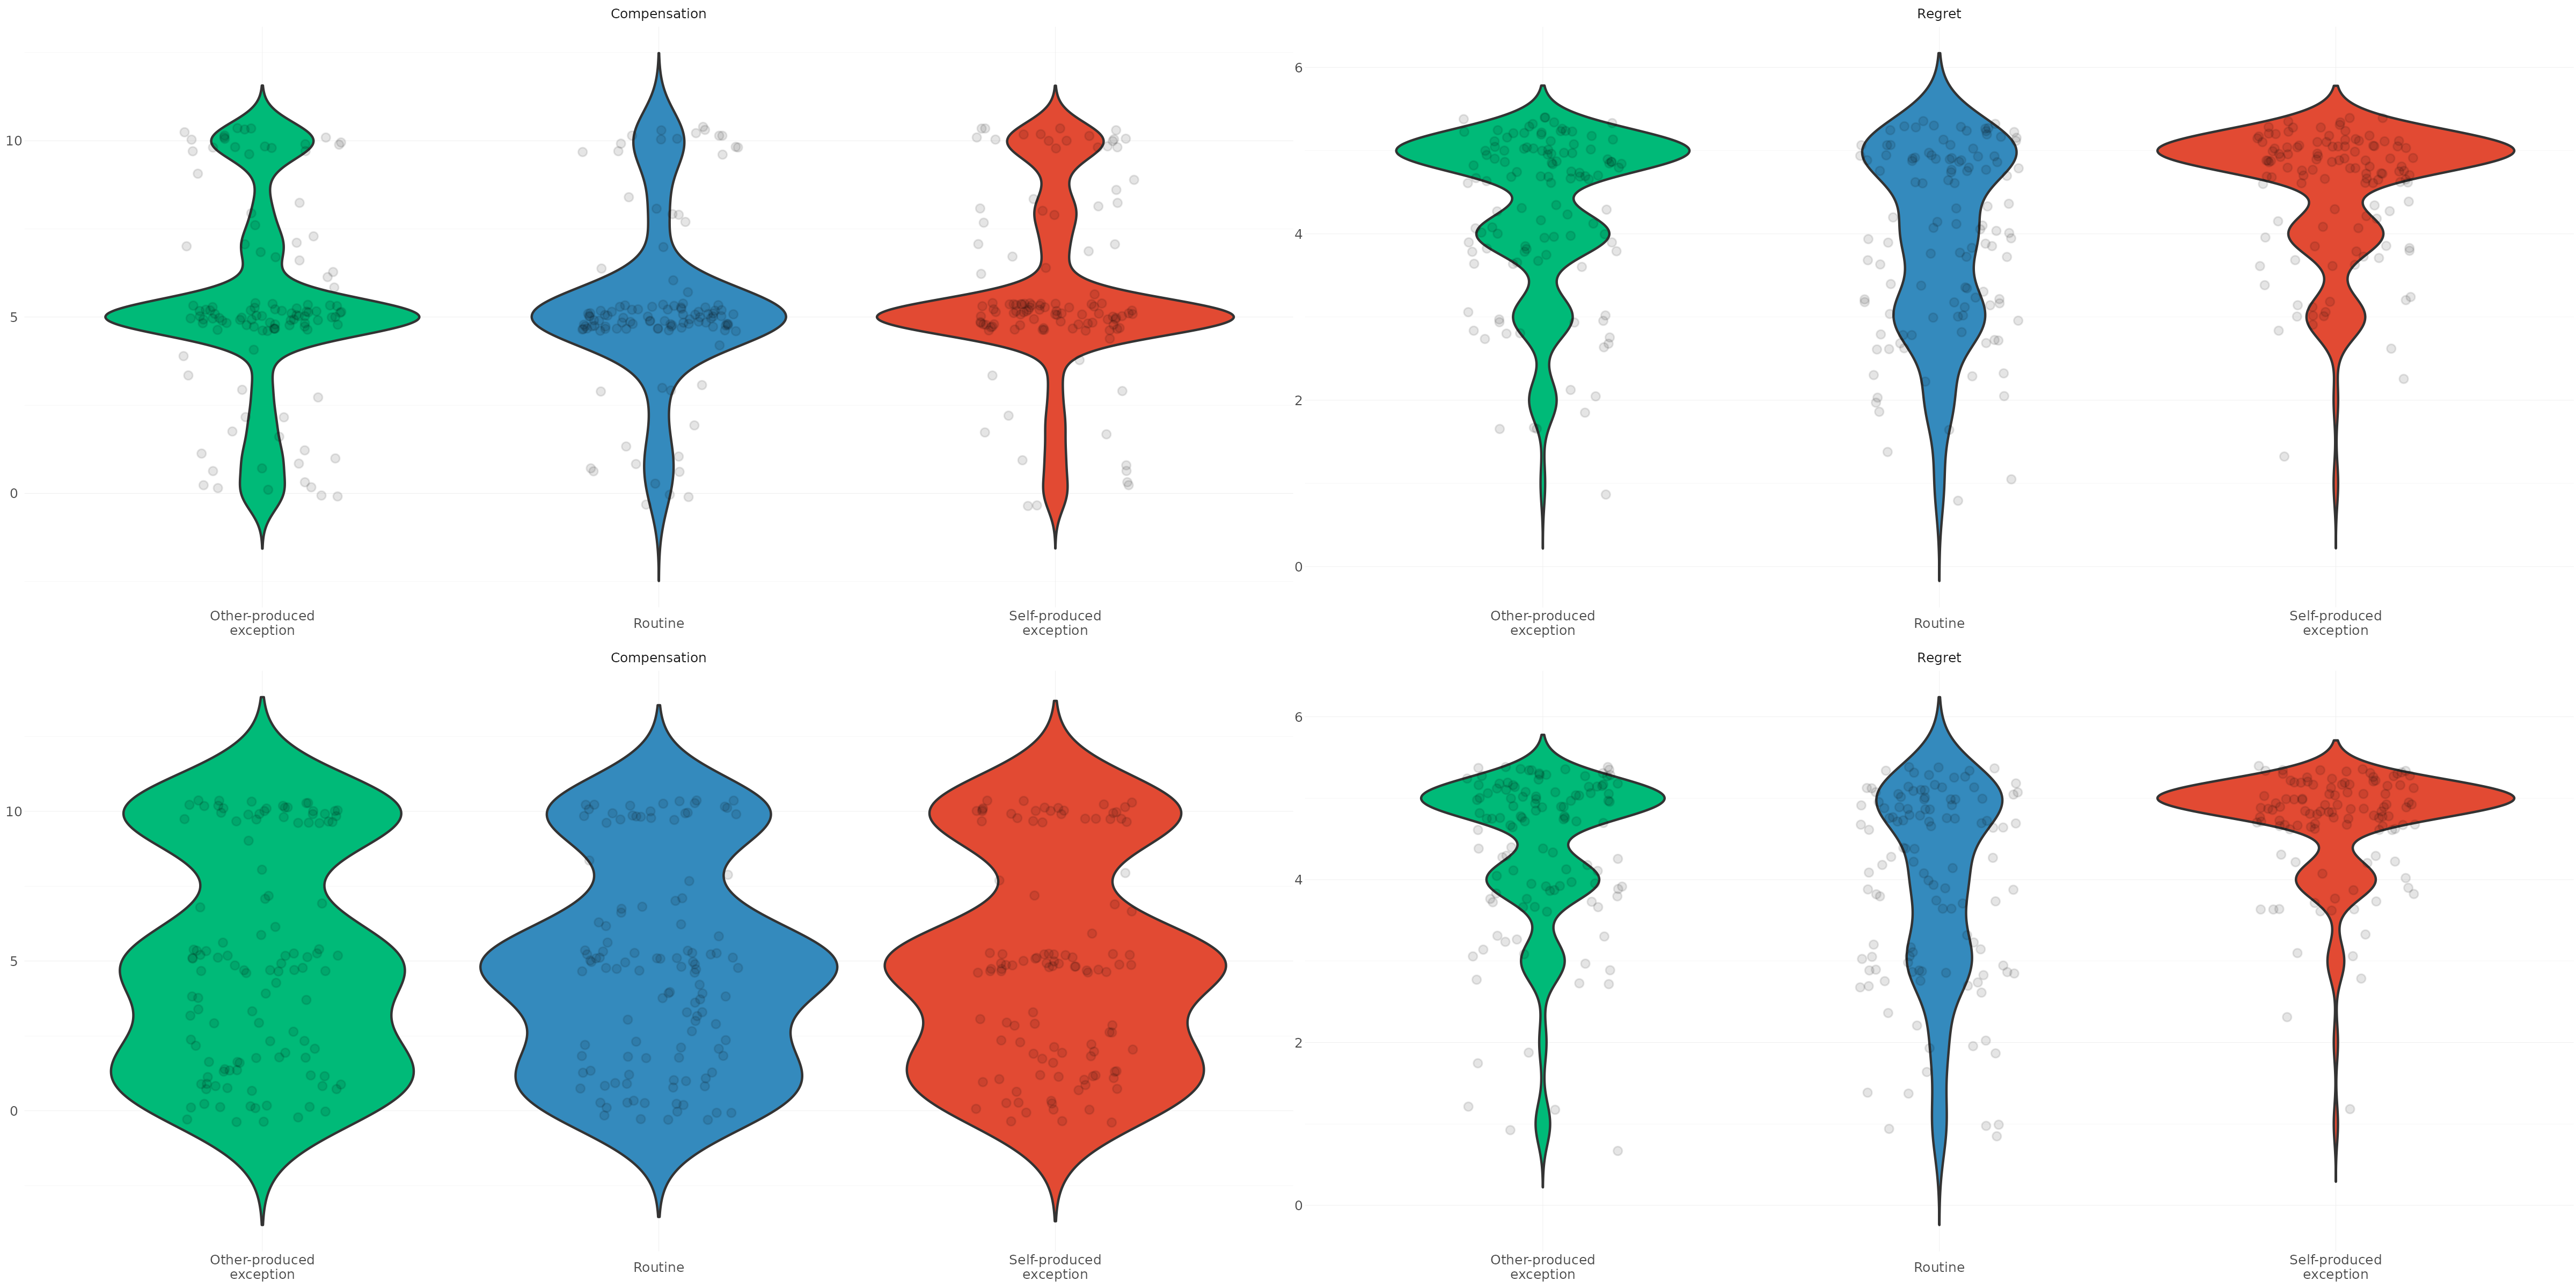 Compensation
10
5
0
Other-produced
exception
Routine
Self-produced
exception
Regret
6
4
2
0
Other-produced
exception
Routine
Self-produced
exception
Compensation
10
5
0
Other-produced
exception
Routine
Self-produced
exception
Regret
6
4
2
0
Other-produced
exception
Routine
Self-produced
exception